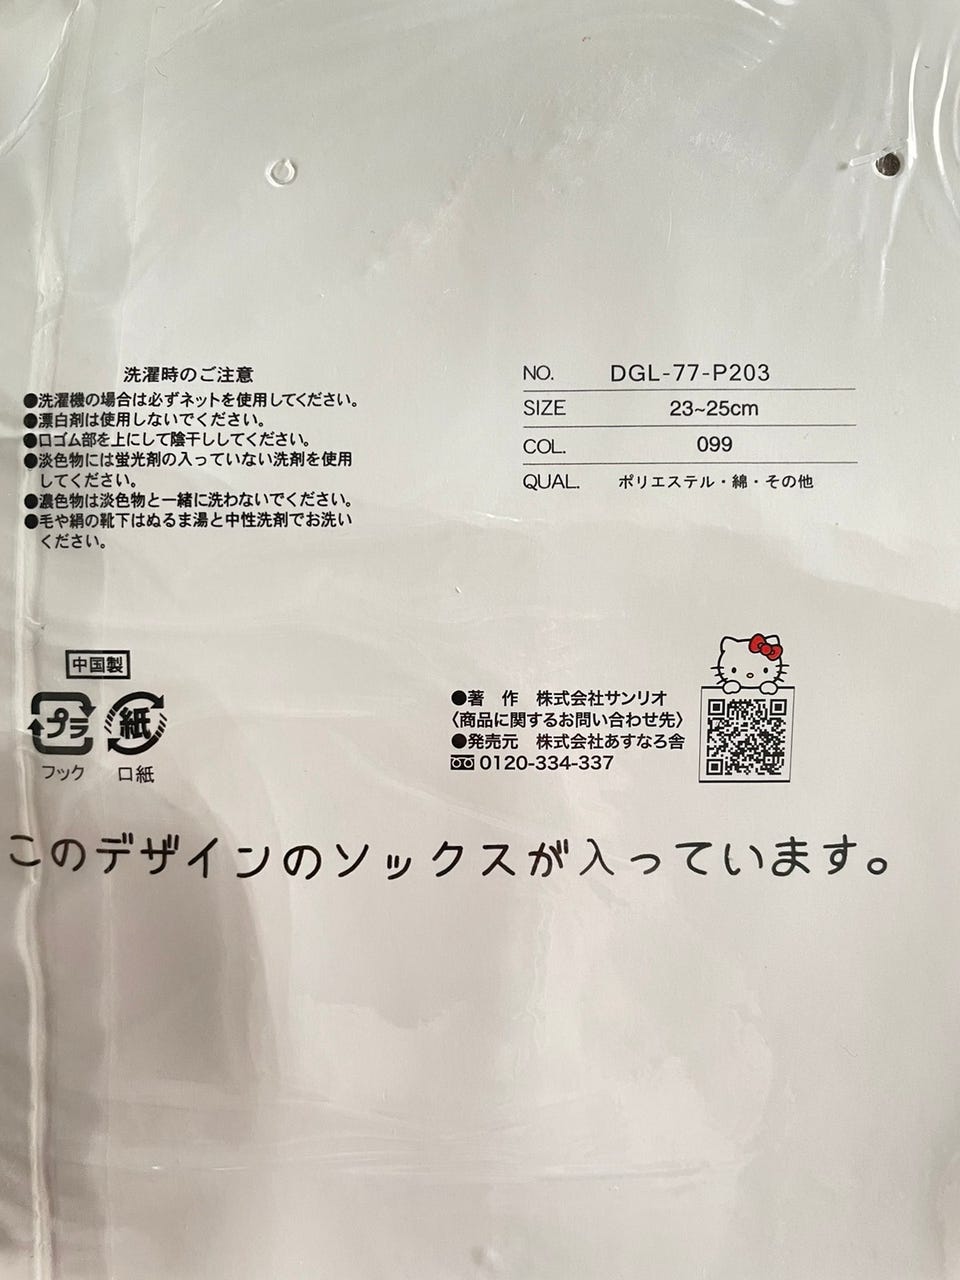 洗濯時のご注意
●洗濯機の場合は必ずネットを使用してください。
●漂白剤は使用しないでください。
●口ゴム部を上にして陰干ししてください。
●淡色物には蛍光剤の入っていない洗剤を使用
してください。
●濃色物は淡色物と一緒に洗わないでください。
●毛や絹の靴下はぬるま湯と中性洗剤でお洗い
ください。
NO. DGL-77-P203
SIZE 23~25cm
COL. 099
QUAL. ポリエステル・綿・その他
中国製
プラ 紙
フック 口紙
●著 作 株式会社サンリオ
〈商品に関するお問い合わせ先〉
●発売元 株式会社あすなろ舎
0120-334-337
このデザインのソックスが入っています。